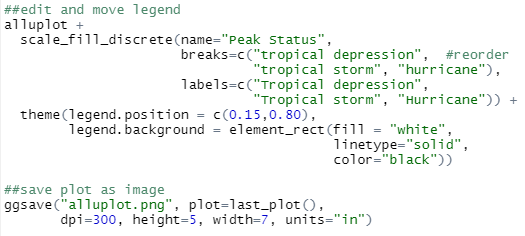 ##edit and move legend
alluplot +
  scale_fill_discrete(name="Peak Status",
                      breaks=c("tropical depression",  #reorder
                               "tropical storm", "hurricane"),
                      labels=c("Tropical depression",
                               "Tropical storm", "Hurricane")) +
  theme(legend.position = c(0.15,0.80),
        legend.background = element_rect(fill = "white",
                                         linetype="solid",
                                         color="black"))
##save plot as image
ggsave("alluplot.png", plot=last_plot(),
       dpi=300, height=5, width=7, units="in")